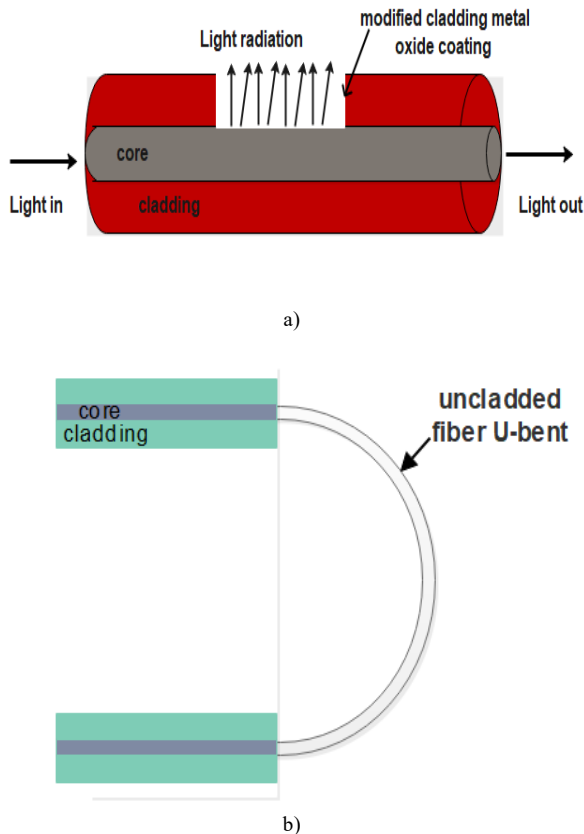 modified cladding metal
oxide coating
Light radiation
core
Light in
cladding
Light out
a)
core
cladding
uncladded
fiber U-bent
b)